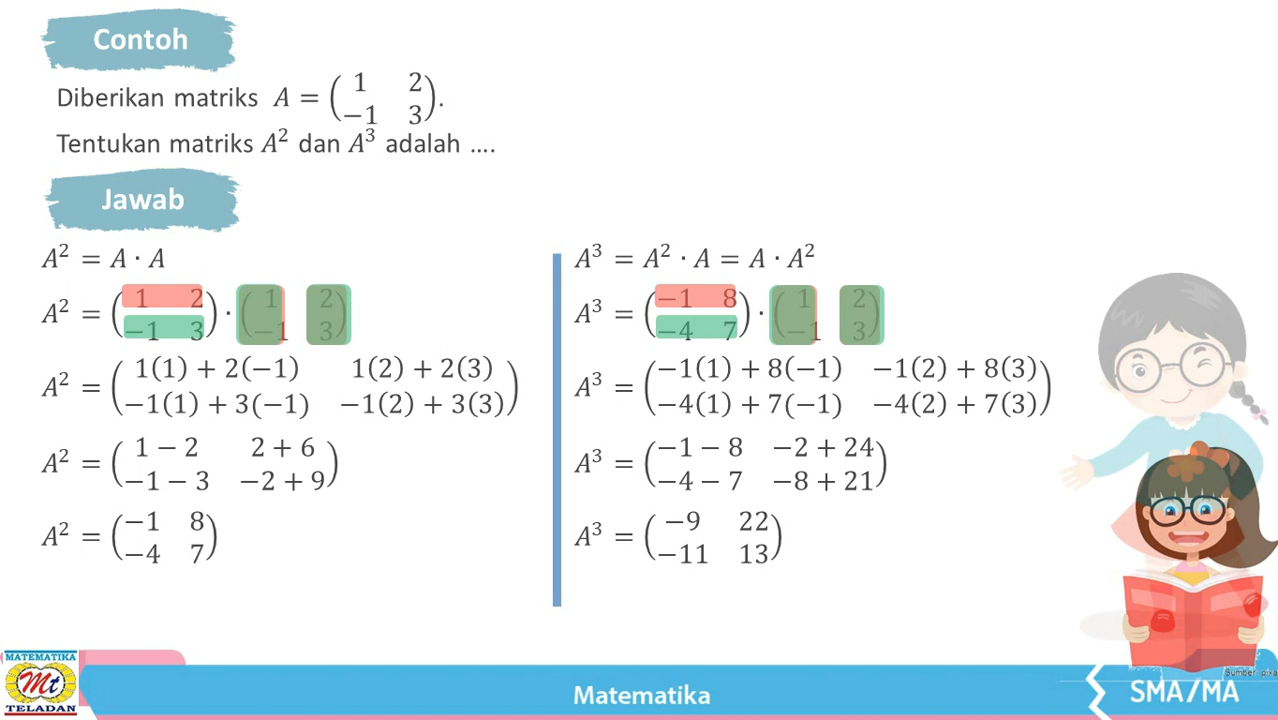 Contoh
Diberikan matriks A = (1 2
−1 3).
Tentukan matriks A² dan A³ adalah ....
Jawab
A² = A · A
A² = (1 2
−1 3) · (1 2
−1 3)
A² = (1(1) + 2(−1) 1(2) + 2(3)
−1(1) + 3(−1) −1(2) + 3(3))
A² = (1 − 2 2 + 6
−1 − 3 −2 + 9)
A² = (−1 8
−4 7)
A³ = A² · A = A · A²
A³ = (−1 8
−4 7) · (1 2
−1 3)
A³ = (−1(1) + 8(−1) −1(2) + 8(3)
−4(1) + 7(−1) −4(2) + 7(3))
A³ = (−1 − 8 −2 + 24
−4 − 7 −8 + 21)
A³ = (−9 22
−11 13)
MATEMATIKA
Mt
TELADAN
Matematika
SMA/MA
Sumber